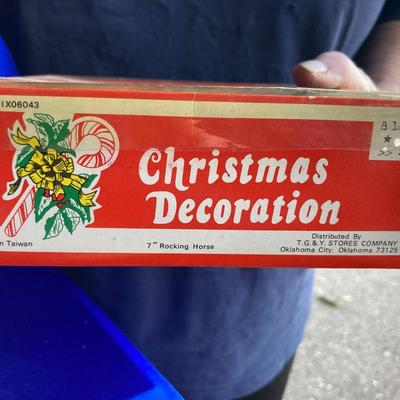 IX06043
Christmas
Decoration
n Taiwan
7" Rocking Horse
Distributed By
T.G.&Y. STORES COMPANY
Oklahoma City, Oklahoma 73125